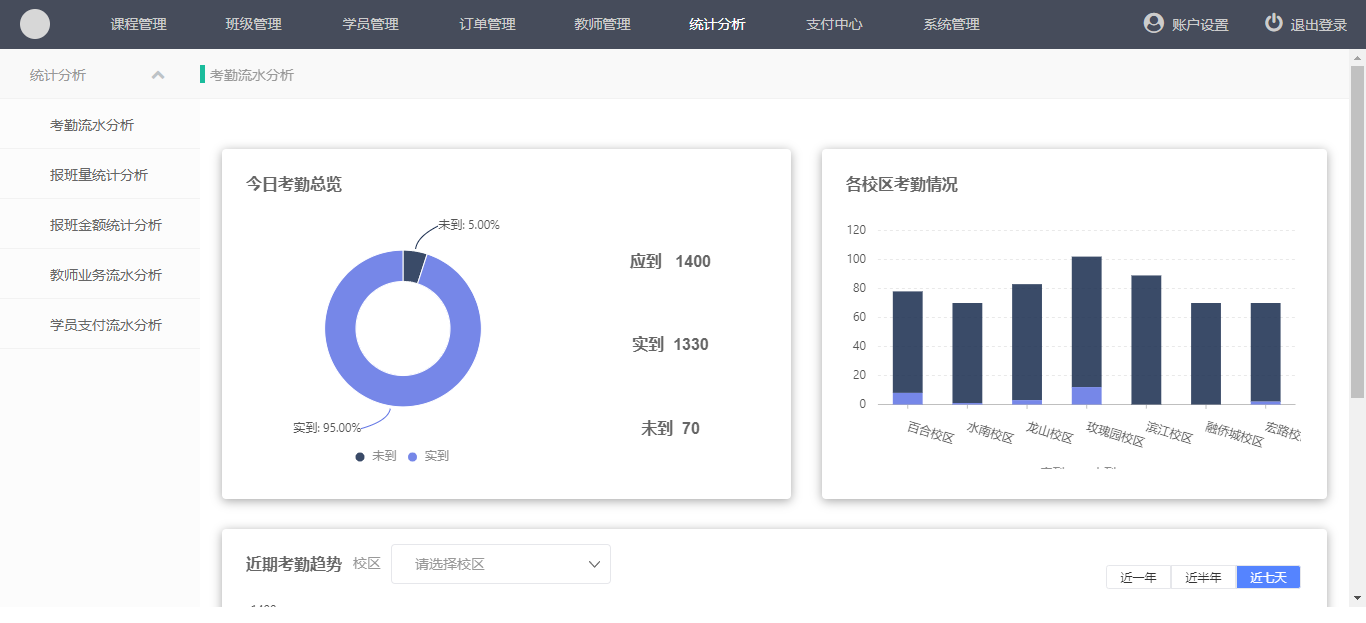 课程管理 班级管理 学员管理 订单管理 教师管理 统计分析 支付中心 系统管理 账户设置 退出登录
统计分析
考勤流水分析
报班量统计分析
报班金额统计分析
教师业务流水分析
学员支付流水分析
考勤流水分析
今日考勤总览
未到: 5.00%
实到: 95.00%
未到 实到
应到 1400
实到 1330
未到 70
各校区考勤情况
120
100
80
60
40
20
0
百合校区 水南校区 龙山校区 玫瑰园校区 滨江校区 融侨城校区 宏路校
近期考勤趋势 校区 请选择校区
近一年 近半年 近七天